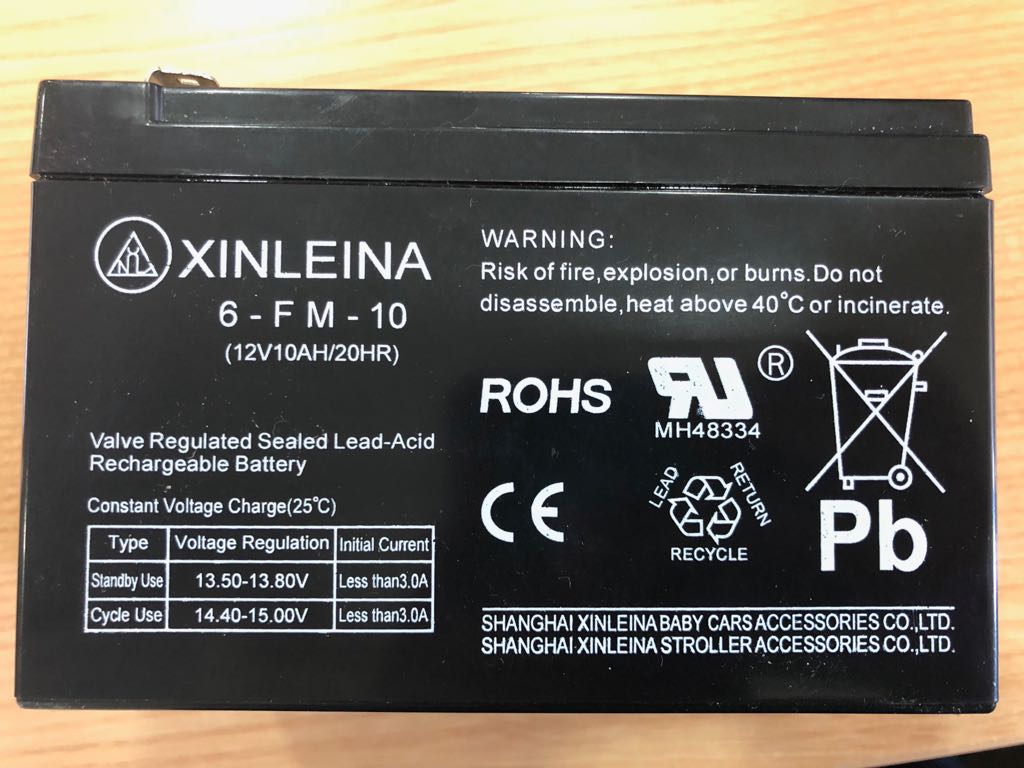 XINLEINA
6-FM-10
(12V10AH/20HR)
Valve Regulated Sealed Lead-Acid
Rechargeable Battery
Constant Voltage Charge(25°C)
Type Voltage Regulation Initial Current
Standby Use 13.50-13.80V Less than3.0A
Cycle Use 14.40-15.00V Less than3.0A
WARNING:
Risk of fire,explosion,or burns.Do not
disassemble,heat above 40°C or incinerate.
ROHS
RU ®
MH48334
CE
LEAD
RETURN
RECYCLE
Pb
SHANGHAI XINLEINA BABY CARS ACCESSORIES CO.,LTD.
SHANGHAI XINLEINA STROLLER ACCESSORIES CO.,LTD.